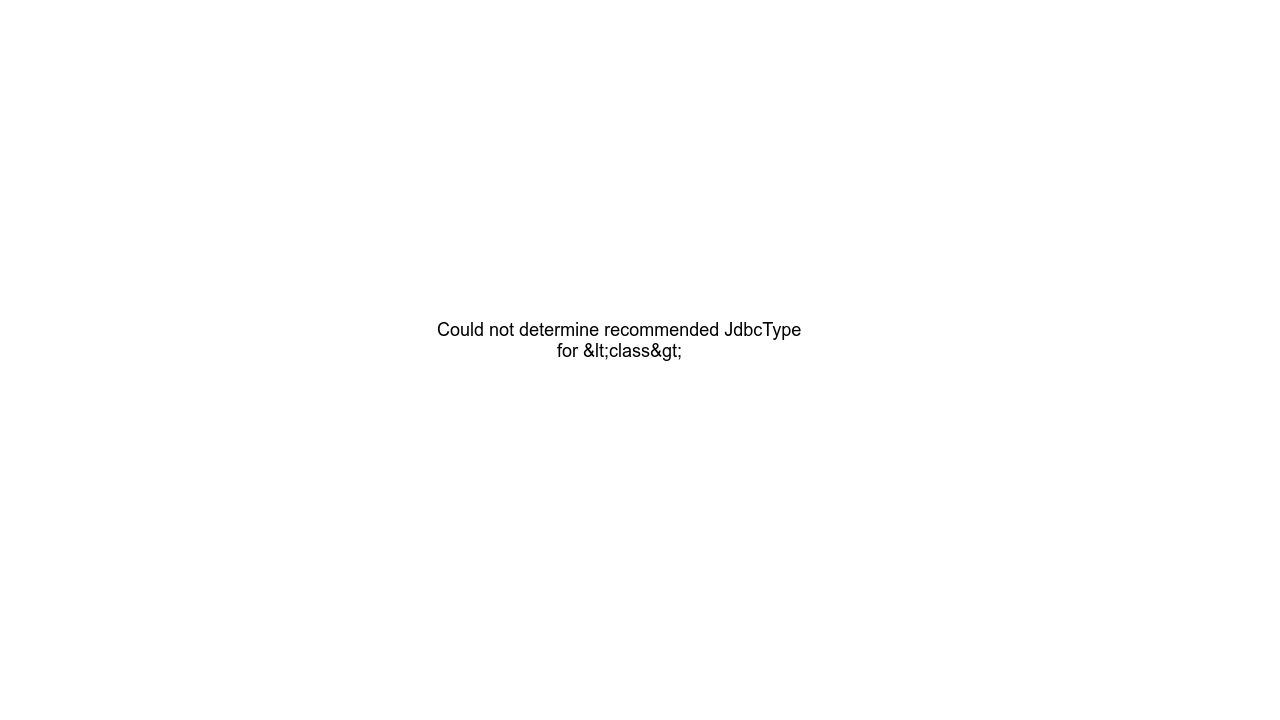 Could not determine recommended JdbcType
for &lt;class&gt;